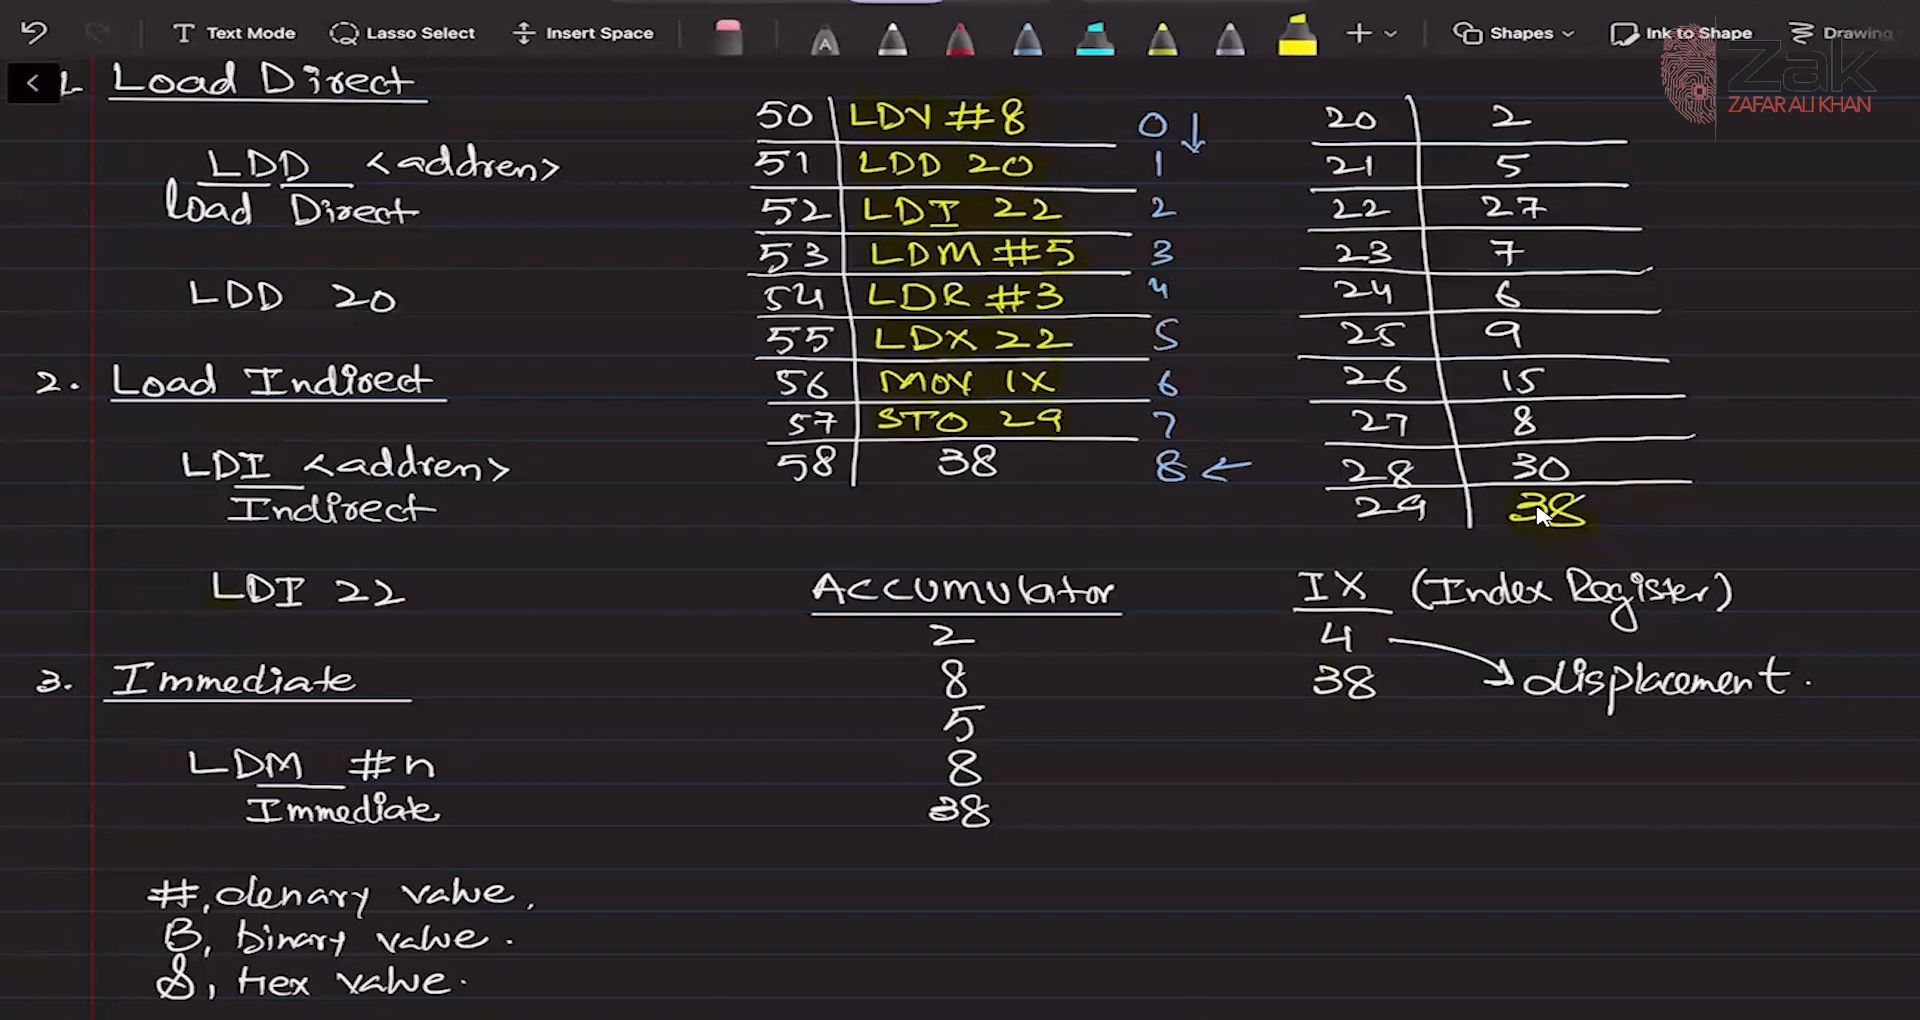 Text Mode Lasso Select Insert Space Shapes Ink to Shape Drawing
Zak
ZAFAR ALI KHAN
1. Load Direct
LDD <address>
load Direct
LDD 20
2. Load Indirect
LDI <address>
Indirect
LDI 22
3. Immediate
LDM #n
Immediate
#, denary value.
B, binary value.
&, Hex value.
50 LDV #8 0
51 LDD 20 1
52 LDI 22 2
53 LDM #5 3
54 LDR #3 4
55 LDX 22 5
56 MOV IX 6
57 STO 29 7
58 38 8
20 2
21 5
22 27
23 7
24 6
25 9
26 15
27 8
28 30
29 38
Accumulator
2
8
5
8
38
IX (Index Register)
4 displacement.
38